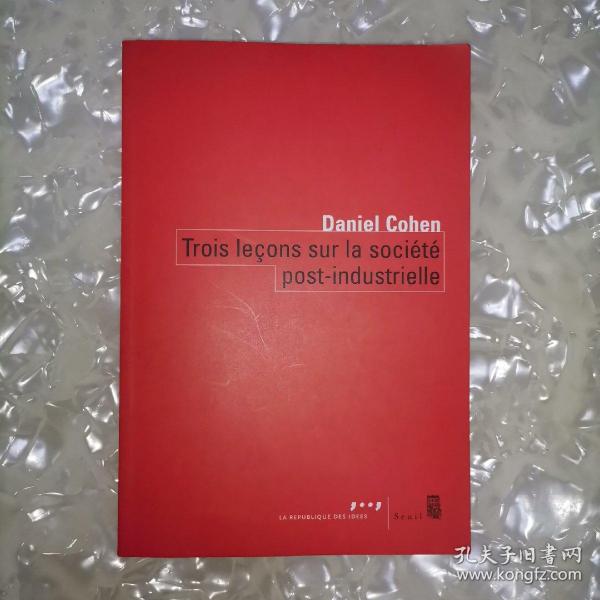 Daniel Cohen
Trois leçons sur la société
post-industrielle
LA REPUBLIQUE DES IDEES
Seuil
孔夫子旧書网
www.kongfz.com